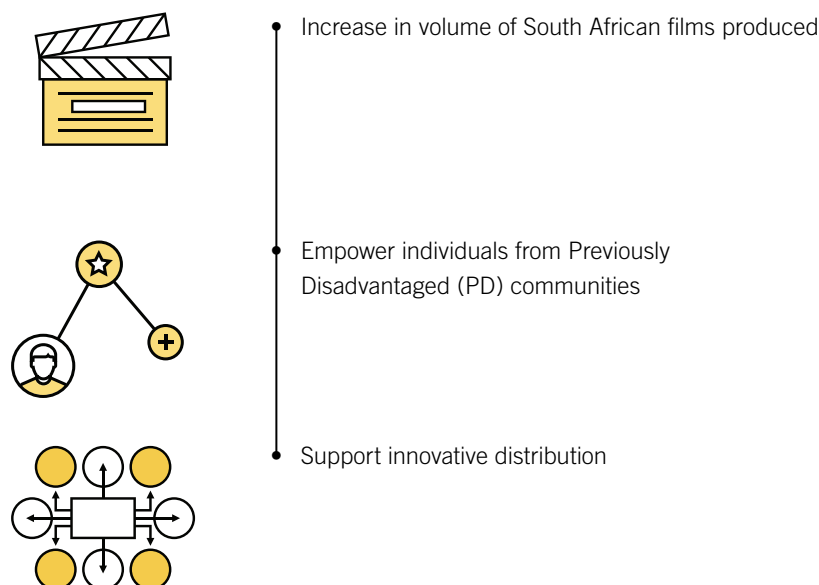 Increase in volume of South African films produced
Empower individuals from Previously
Disadvantaged (PD) communities
Support innovative distribution